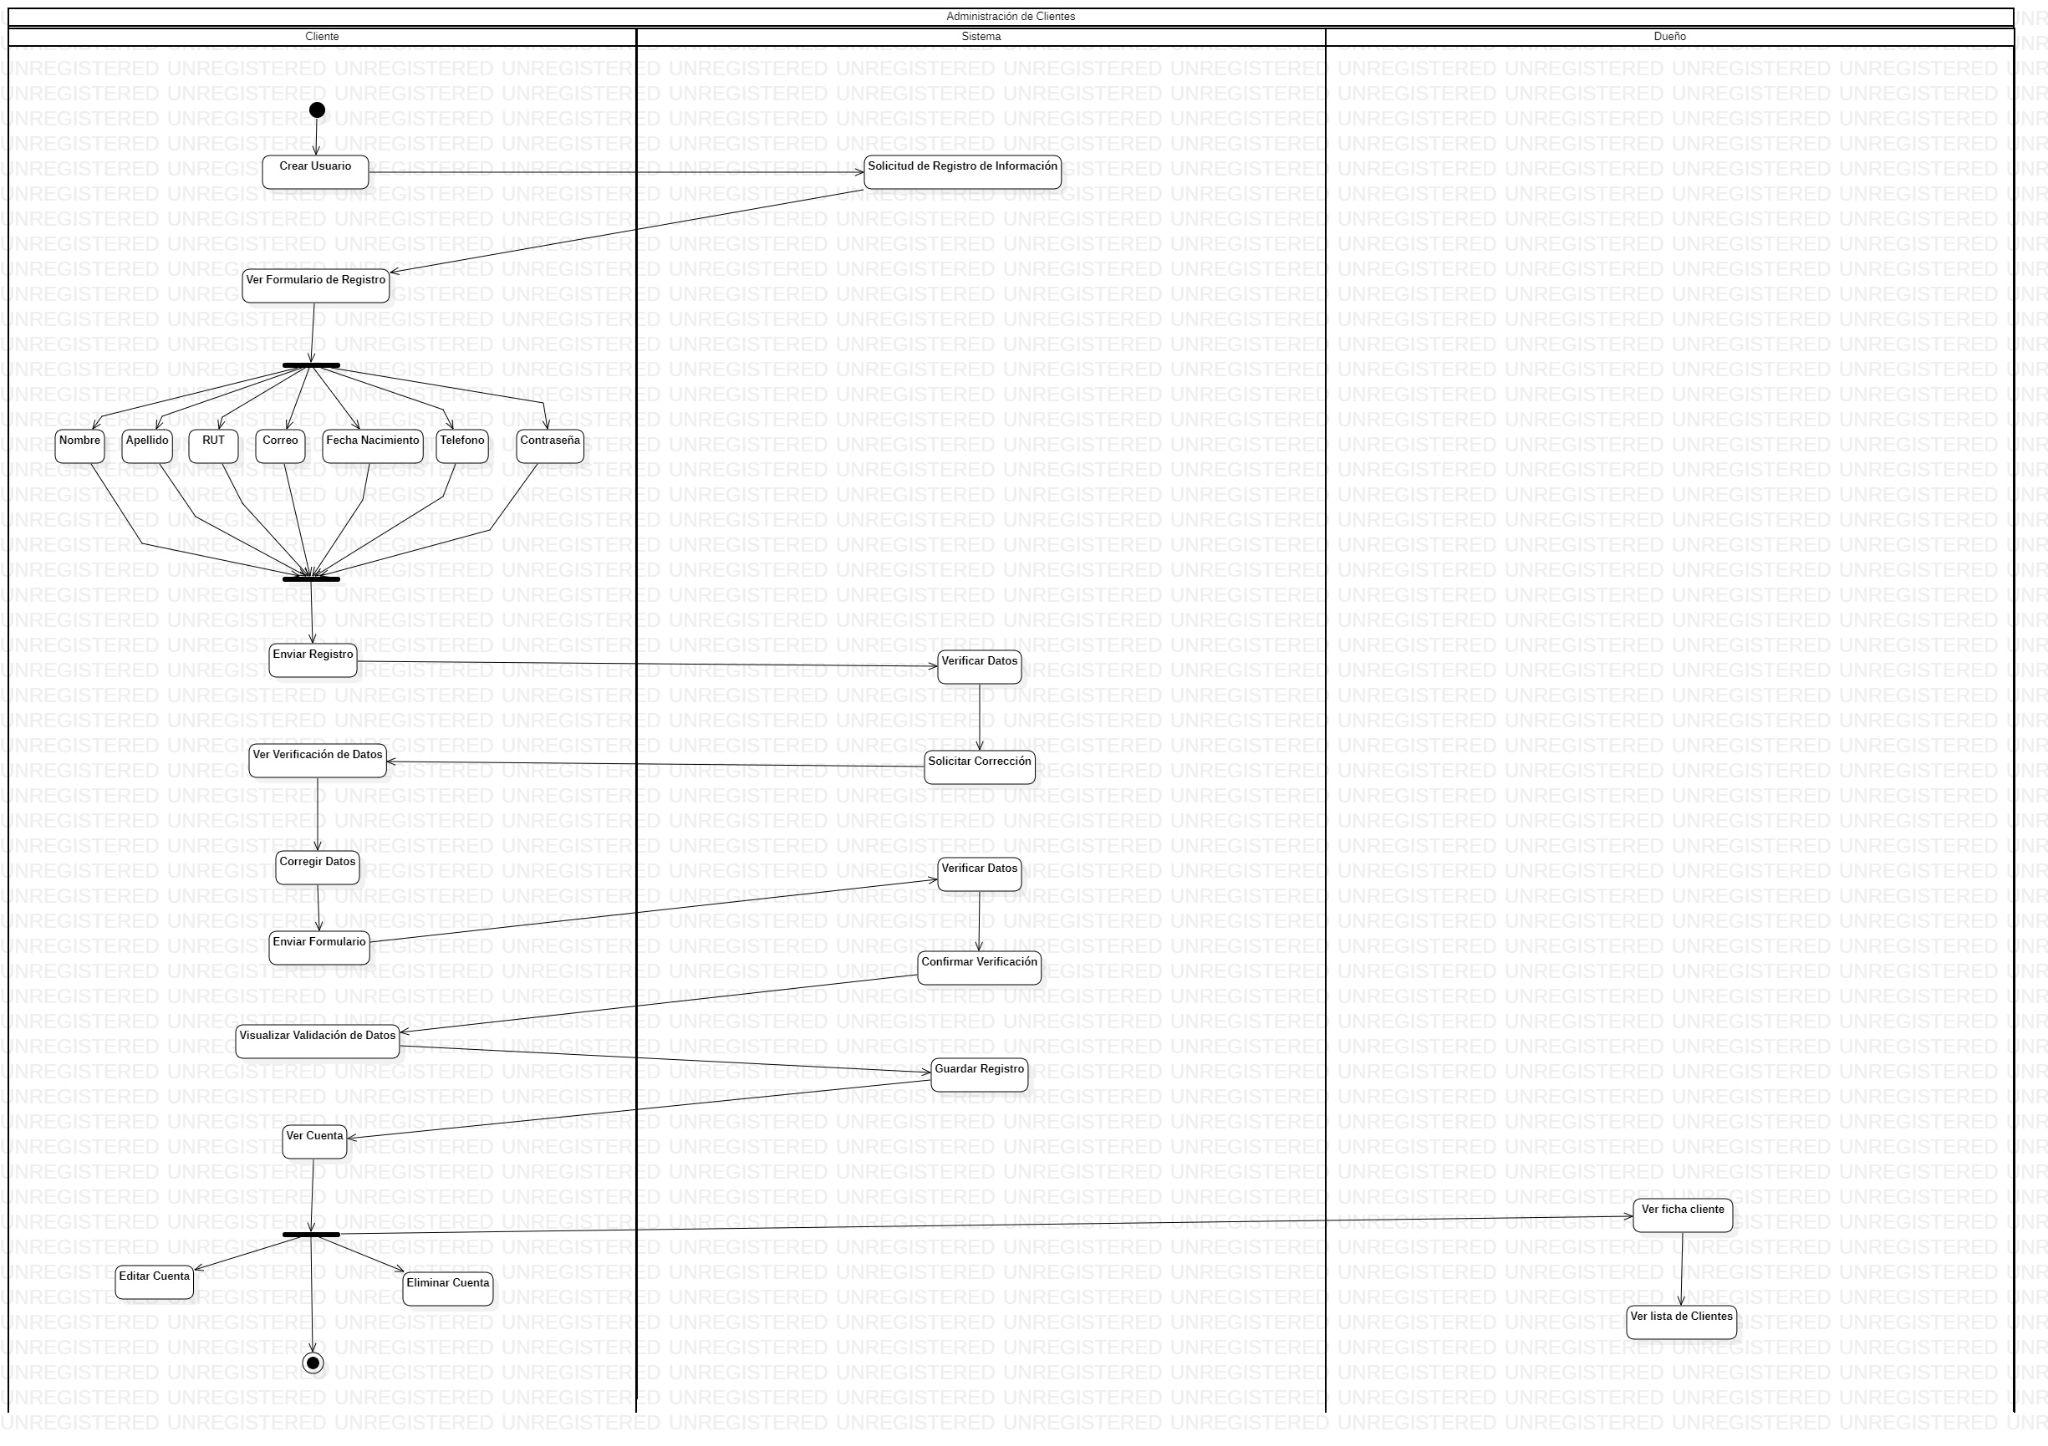 Administración de Clientes
Cliente
Sistema
Dueño
Crear Usuario
Solicitud de Registro de Información
Ver Formulario de Registro
Nombre
Apellido
RUT
Correo
Fecha Nacimiento
Telefono
Contraseña
Enviar Registro
Verificar Datos
Ver Verificación de Datos
Solicitar Corrección
Corregir Datos
Verificar Datos
Enviar Formulario
Confirmar Verificación
Visualizar Validación de Datos
Guardar Registro
Ver Cuenta
Ver ficha cliente
Editar Cuenta
Eliminar Cuenta
Ver lista de Clientes
UNREGISTERED